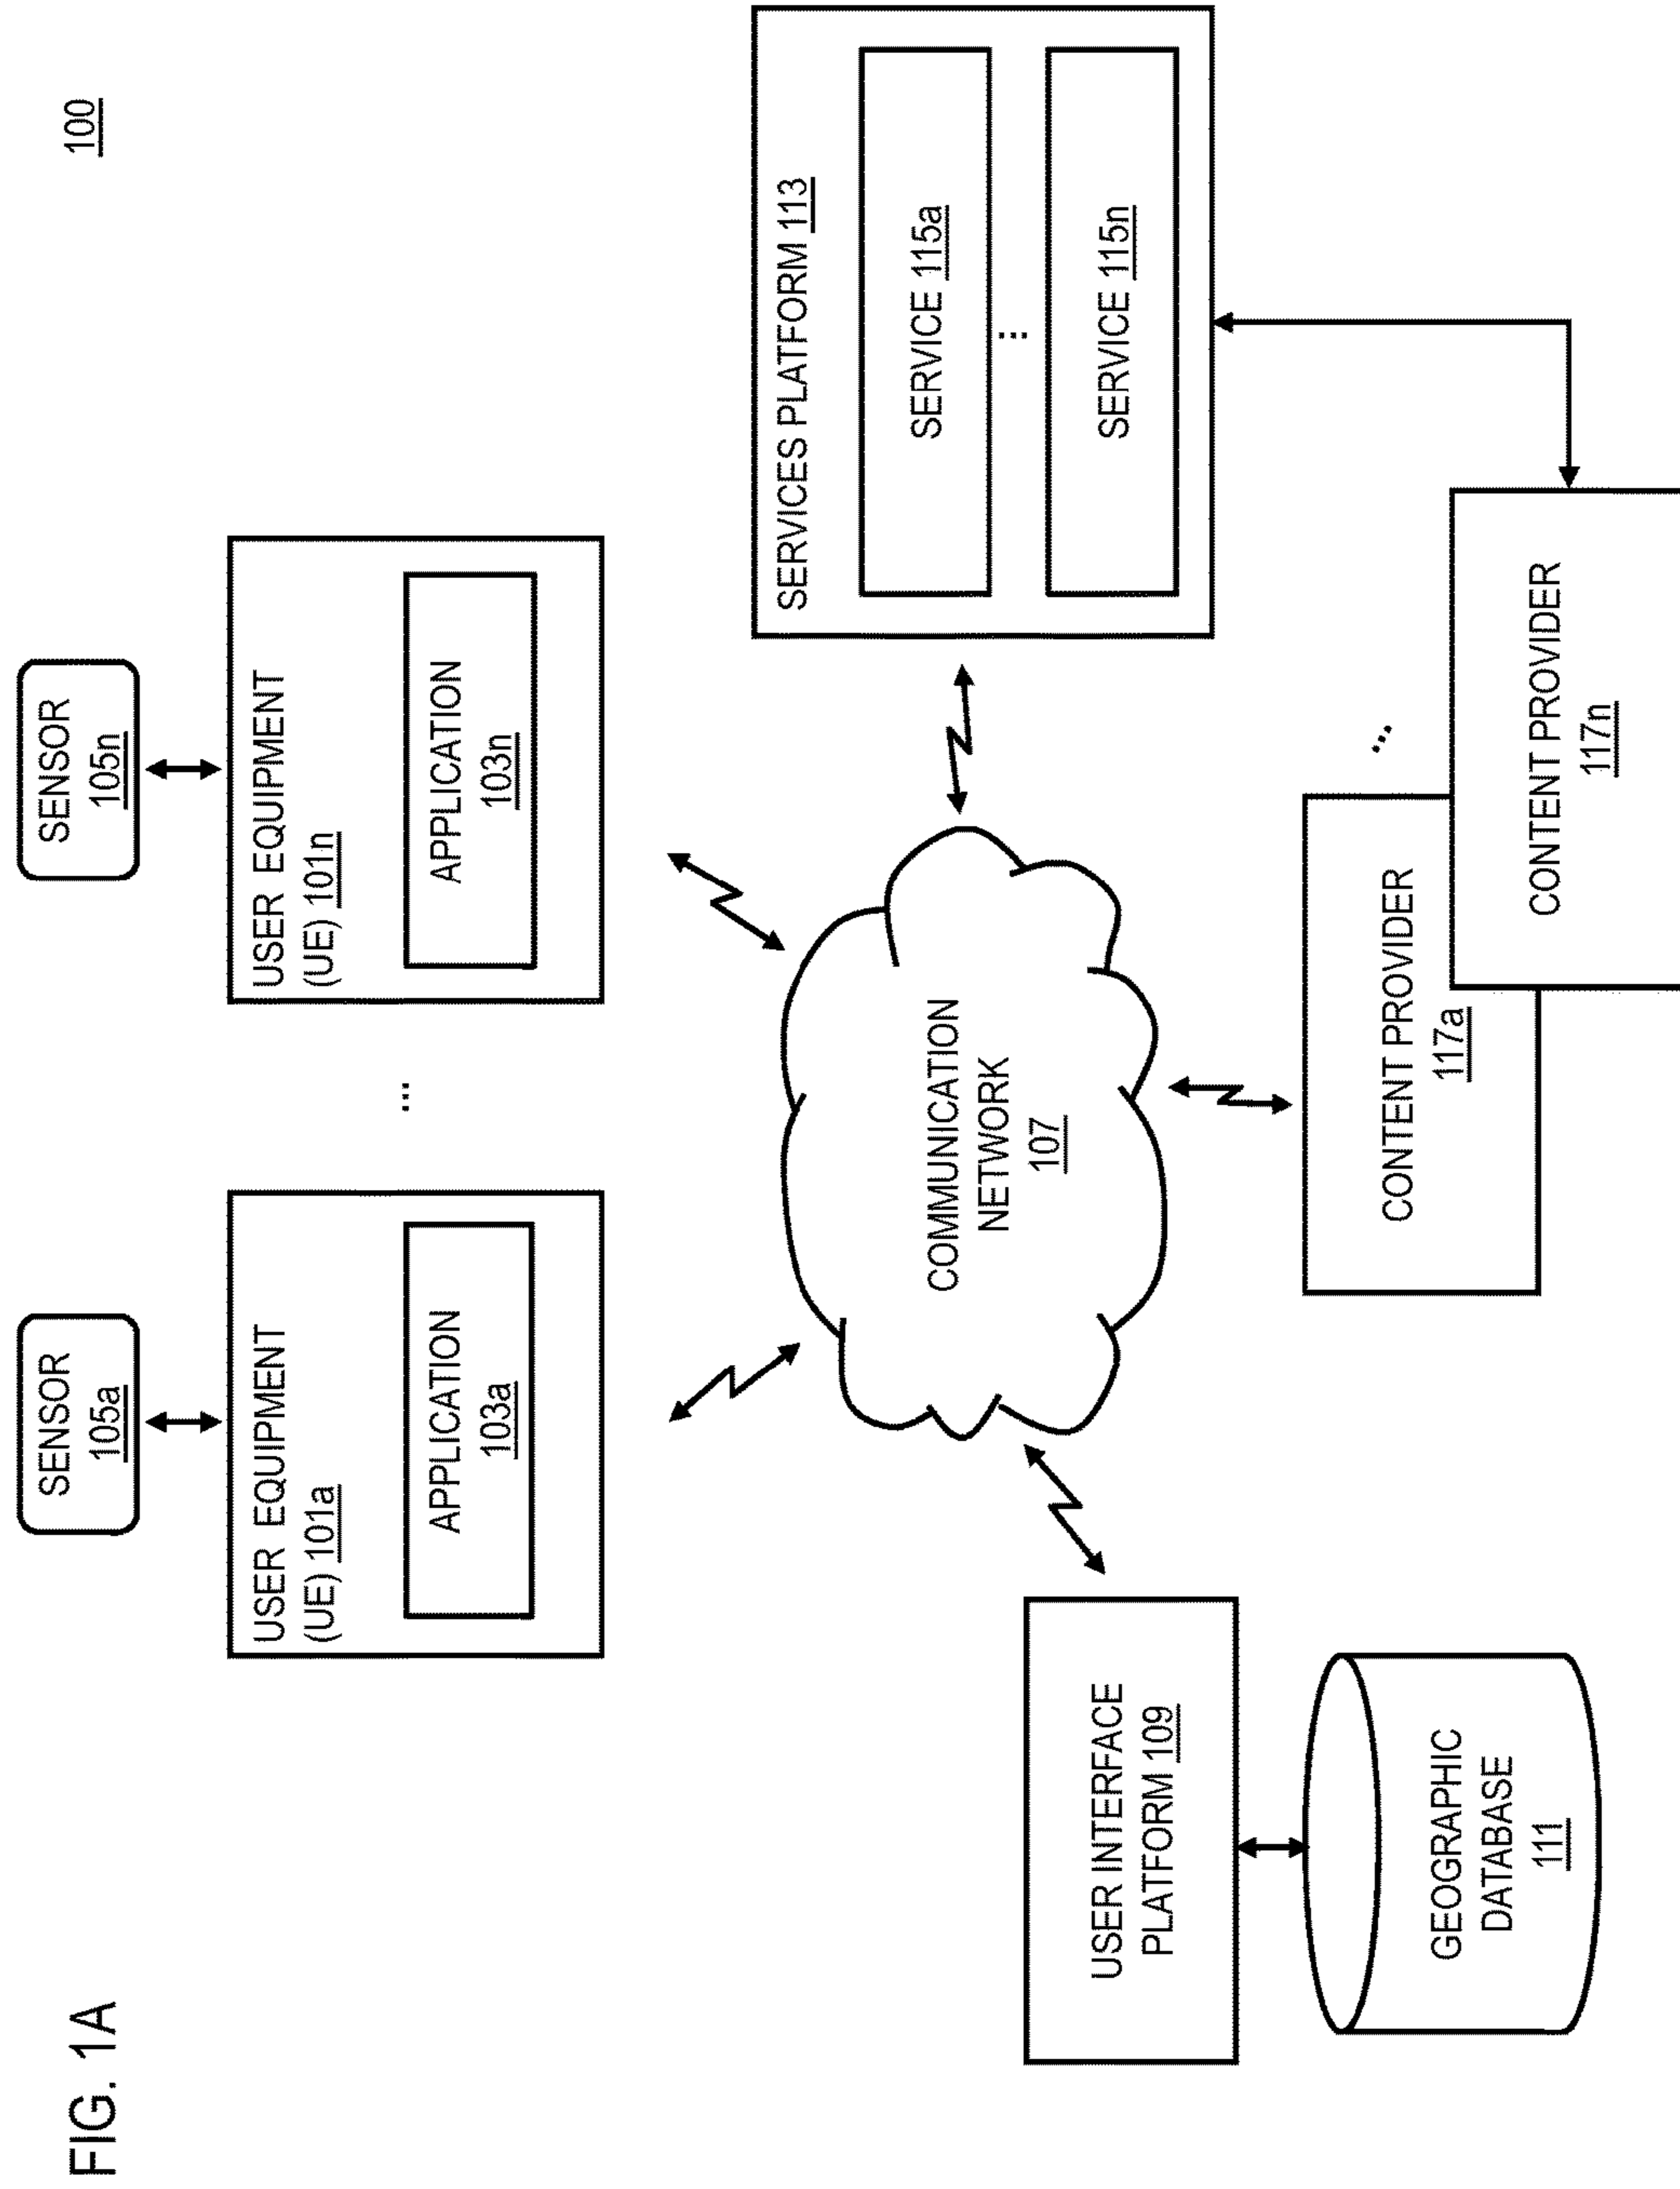 FIG. 1A
100
SENSOR
105a
SENSOR
105n
USER EQUIPMENT
(UE) 101a
APPLICATION
103a
...
USER EQUIPMENT
(UE) 101n
APPLICATION
103n
COMMUNICATION
NETWORK
107
SERVICES PLATFORM 113
SERVICE 115a
...
SERVICE 115n
USER INTERFACE
PLATFORM 109
GEOGRAPHIC
DATABASE
111
CONTENT PROVIDER
117a
...
CONTENT PROVIDER
117n